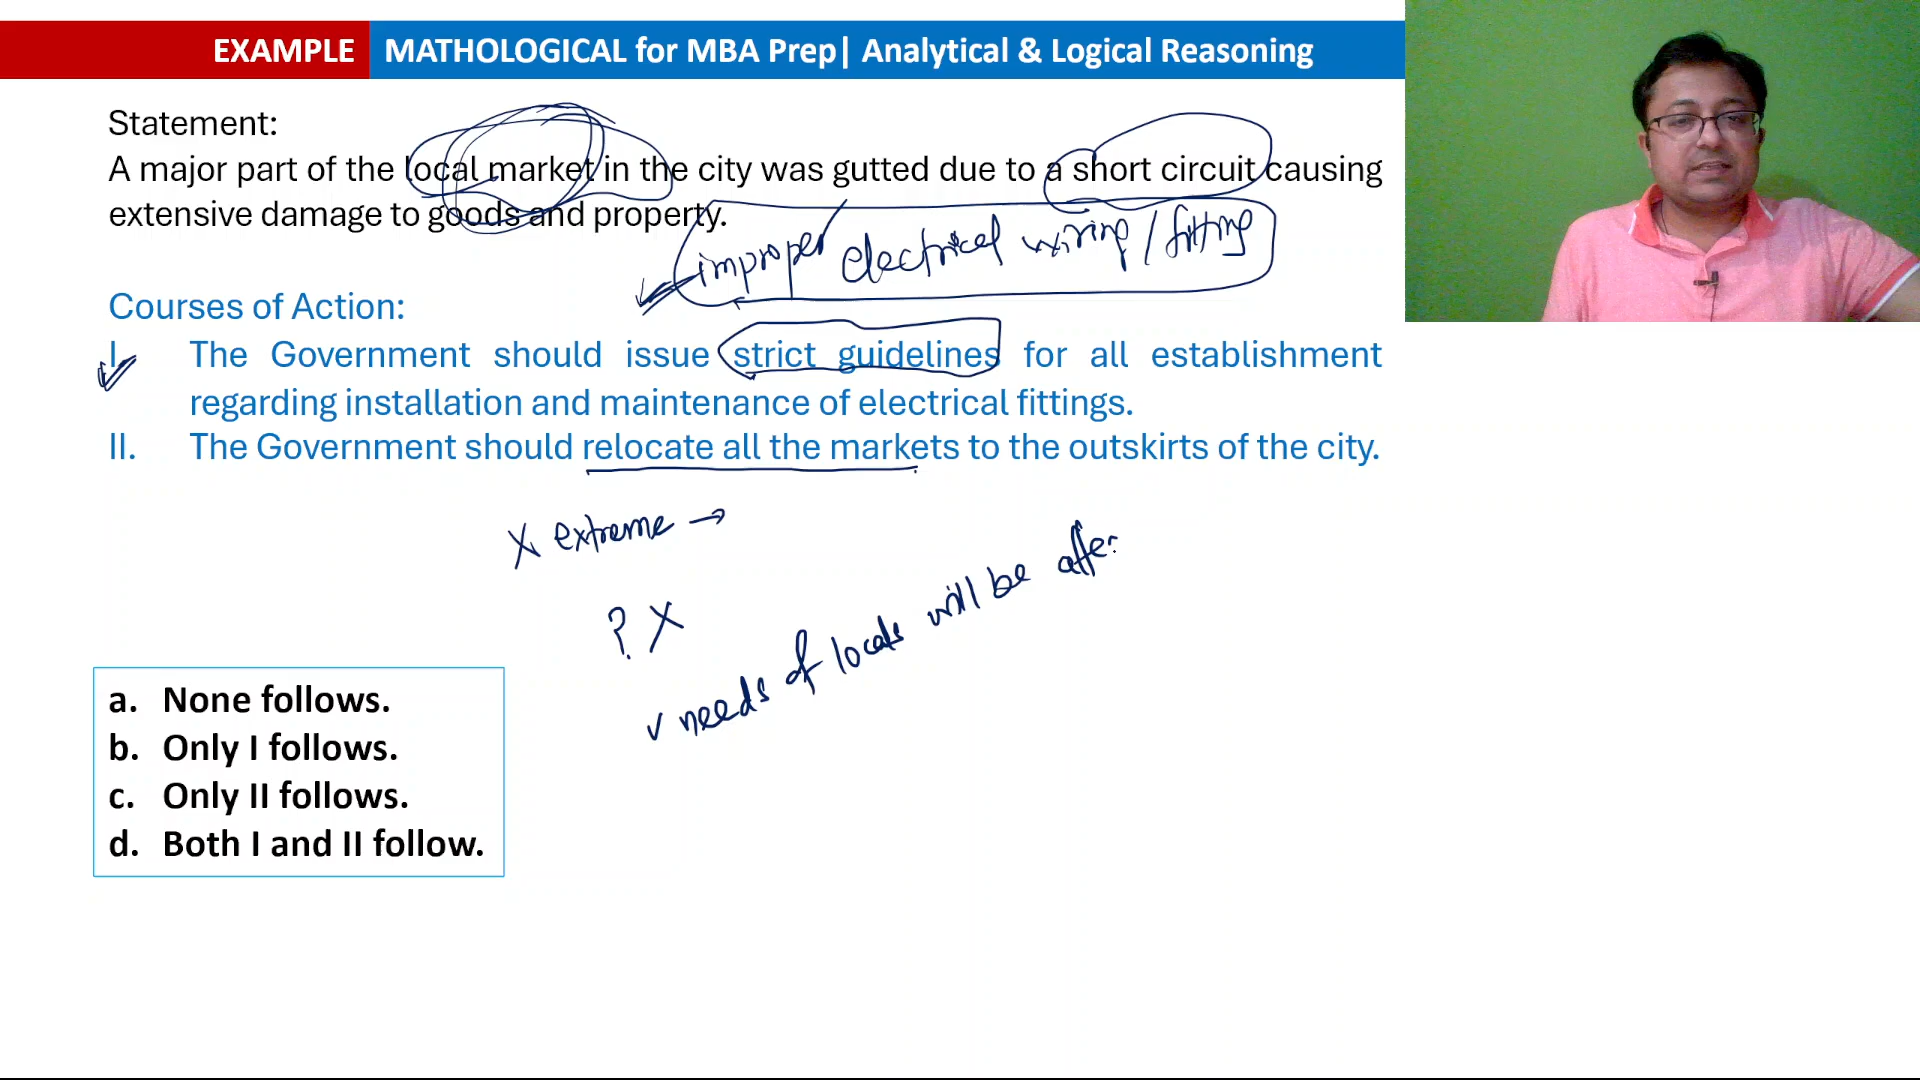 EXAMPLE MATHOLOGICAL for MBA Prep| Analytical & Logical Reasoning
Statement:
A major part of the local market in the city was gutted due to a short circuit causing
extensive damage to goods and property.
improper electrical wiring / fitting
Courses of Action:
I. The Government should issue strict guidelines for all establishment
regarding installation and maintenance of electrical fittings.
II. The Government should relocate all the markets to the outskirts of the city.
X extreme →
? X
✓ needs of locals will be affe
a. None follows.
b. Only I follows.
c. Only II follows.
d. Both I and II follow.